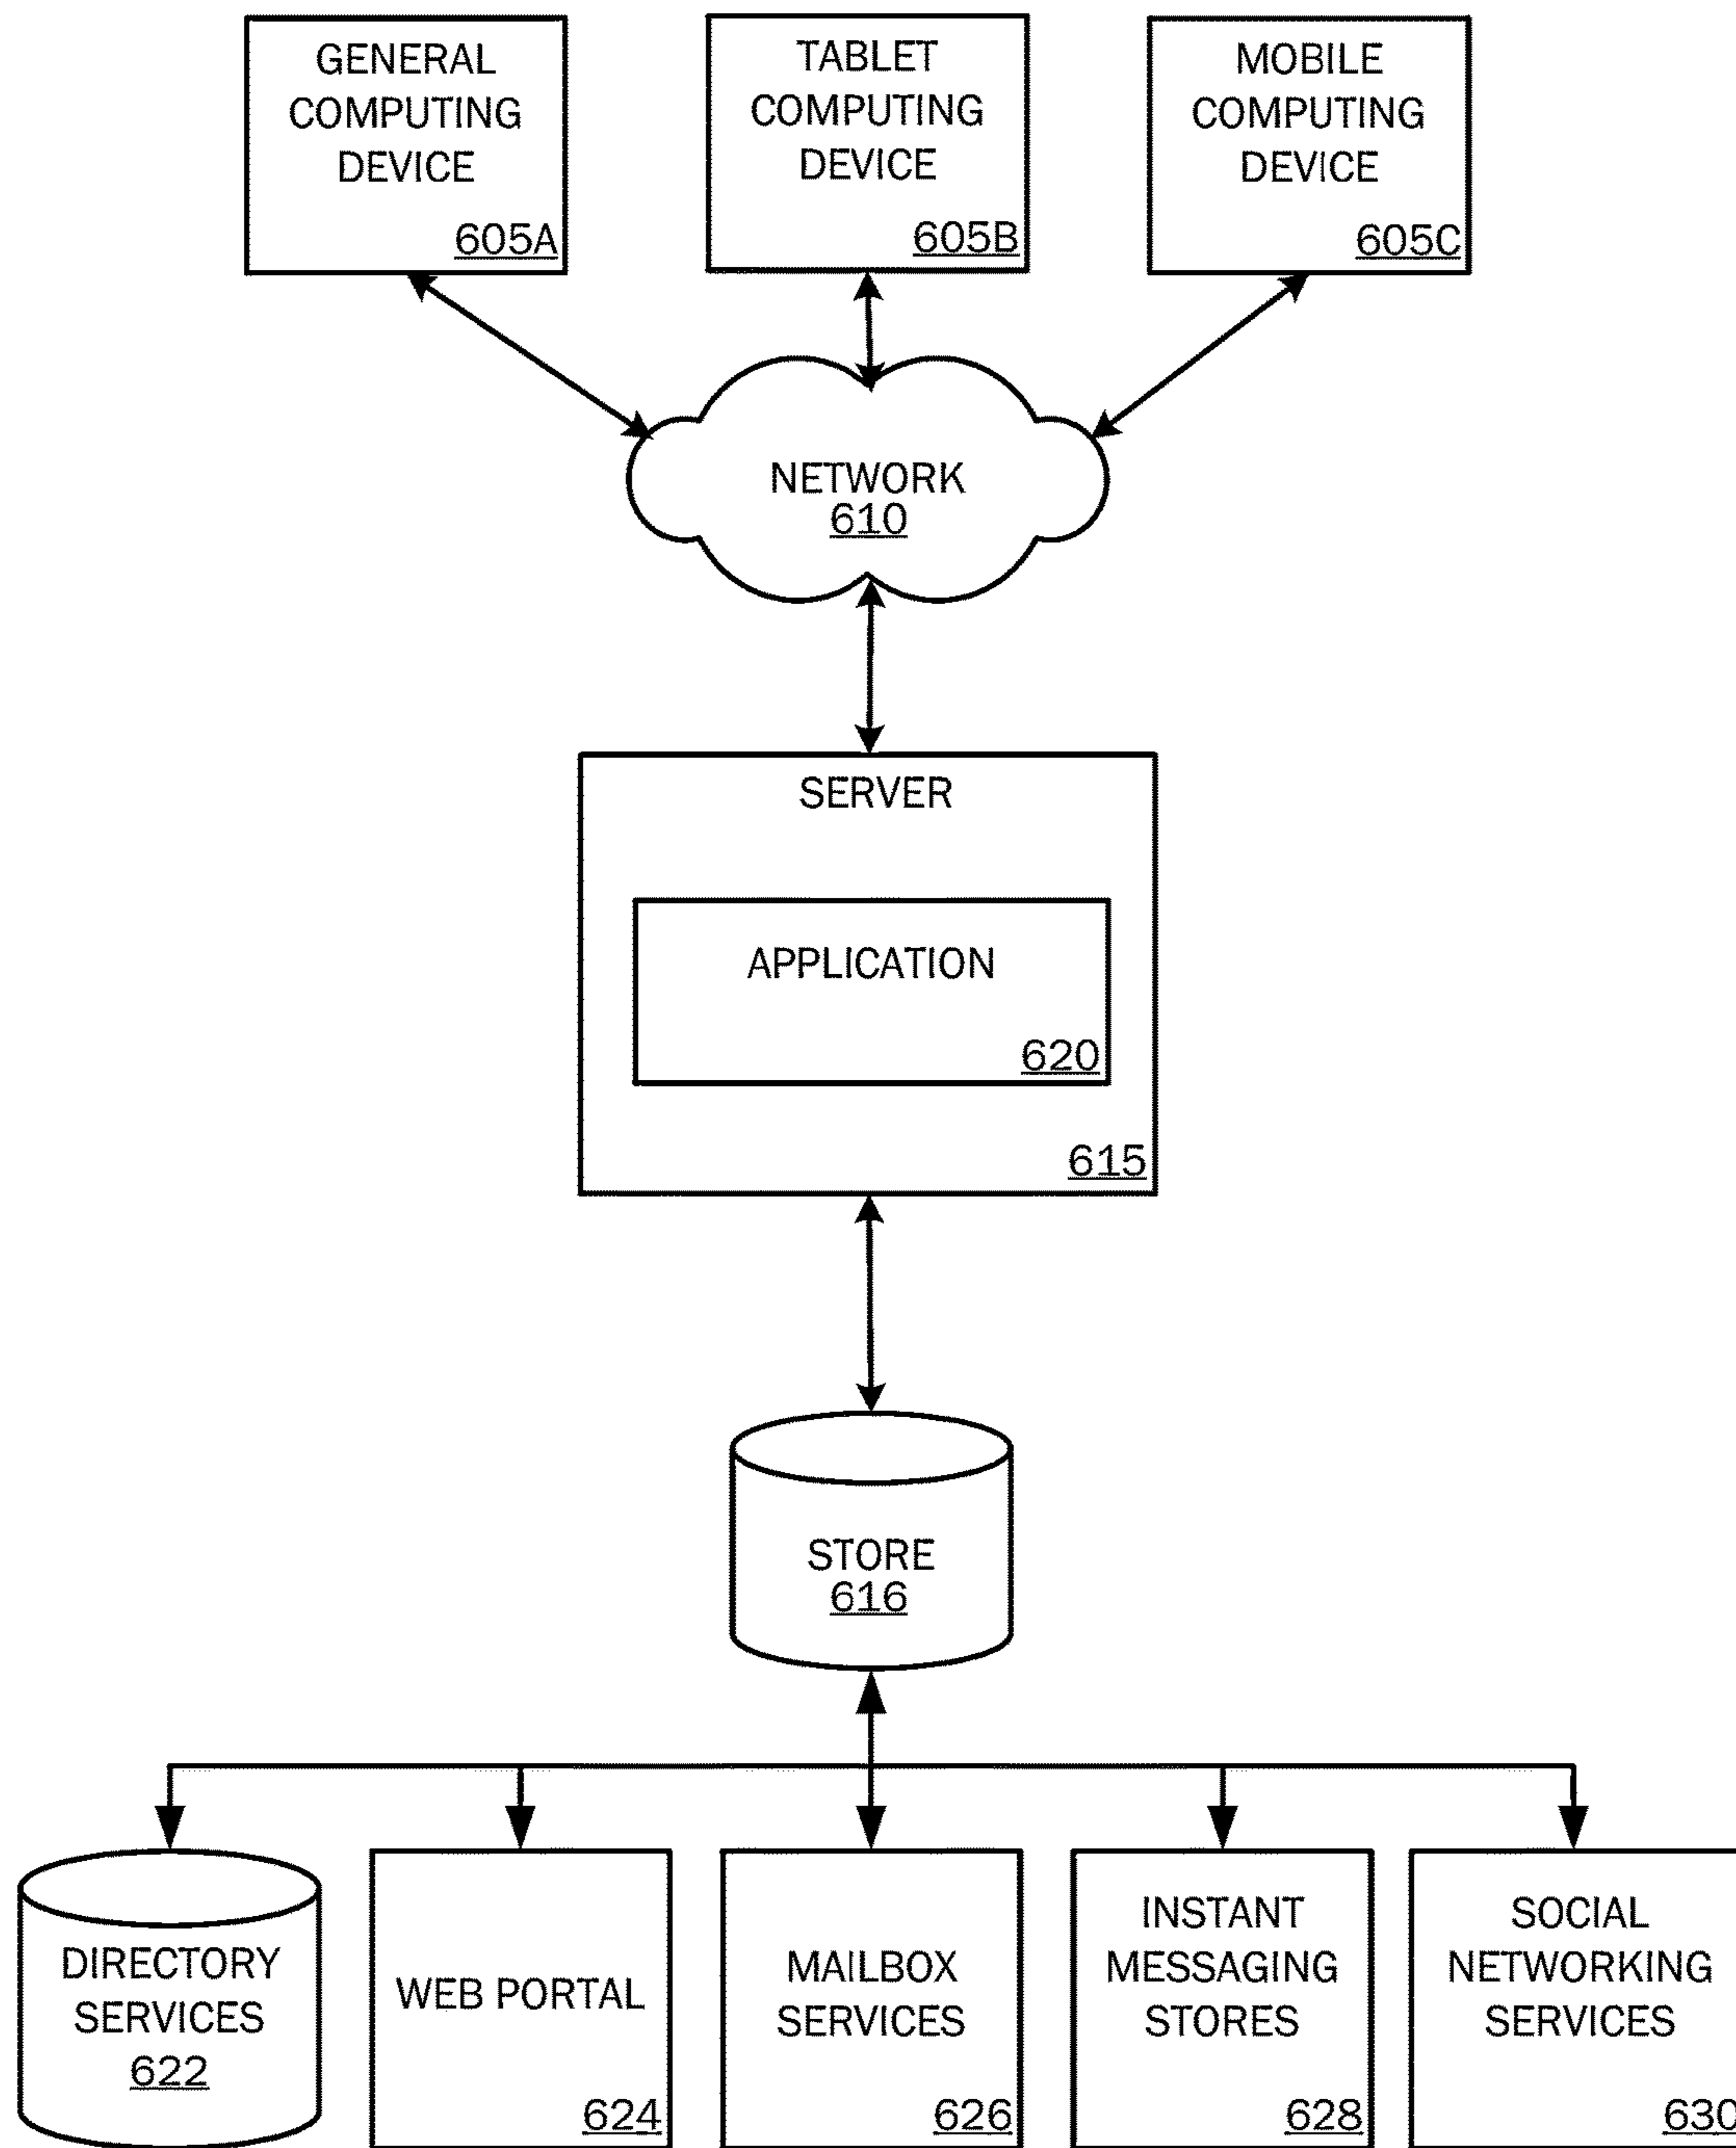 GENERAL
COMPUTING
DEVICE
605A
TABLET
COMPUTING
DEVICE
605B
MOBILE
COMPUTING
DEVICE
605C
NETWORK
610
SERVER
APPLICATION
620
615
STORE
616
DIRECTORY
SERVICES
622
WEB PORTAL
624
MAILBOX
SERVICES
626
INSTANT
MESSAGING
STORES
628
SOCIAL
NETWORKING
SERVICES
630